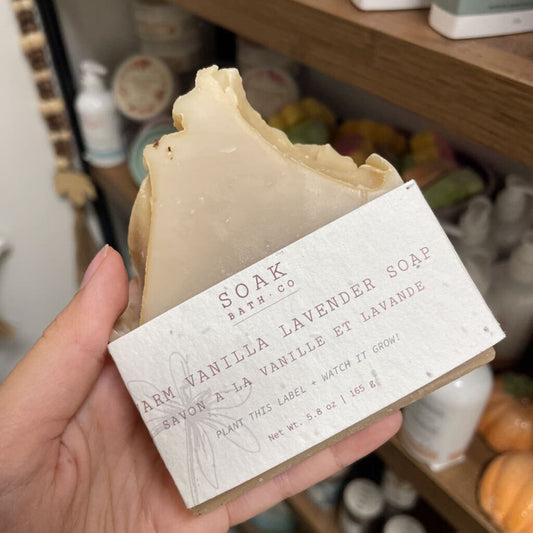 SOAK
BATH·CO
WARM VANILLA LAVENDER SOAP
SAVON A LA VANILLE ET LAVANDE
PLANT THIS LABEL + WATCH IT GROW!
Net wt. 5.8 oz | 165 g